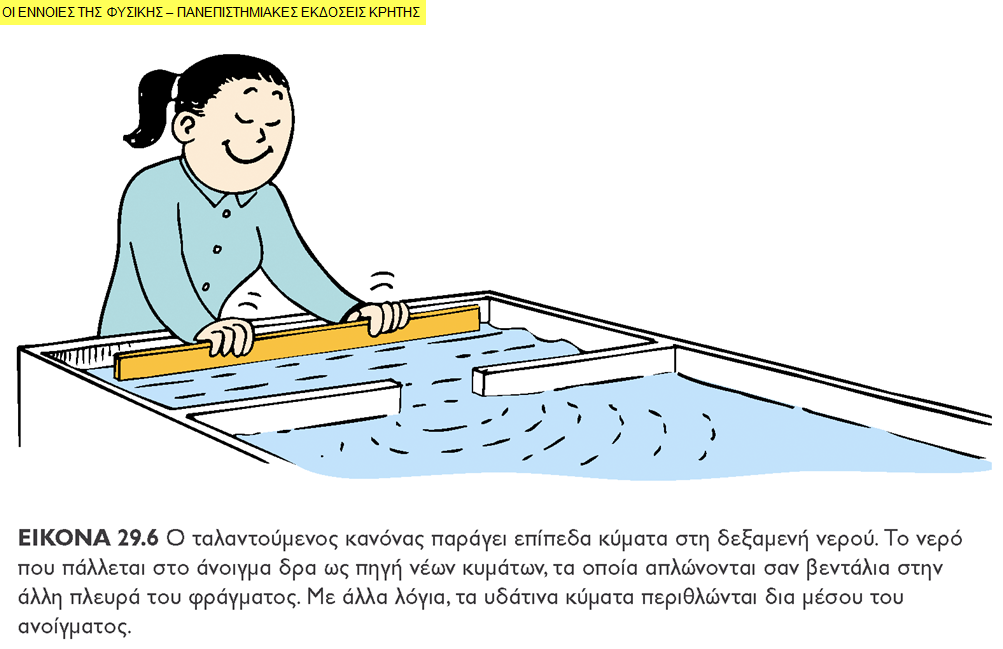 ΟΙ ΕΝΝΟΙΕΣ ΤΗΣ ΦΥΣΙΚΗΣ – ΠΑΝΕΠΙΣΤΗΜΙΑΚΕΣ ΕΚΔΟΣΕΙΣ ΚΡΗΤΗΣ
ΕΙΚΟΝΑ 29.6 Ο ταλαντούμενος κανόνας παράγει επίπεδα κύματα στη δεξαμενή νερού. Το νερό
που πάλλεται στο άνοιγμα δρα ως πηγή νέων κυμάτων, τα οποία απλώνονται σαν βεντάλια στην
άλλη πλευρά του φράγματος. Με άλλα λόγια, τα υδάτινα κύματα περιθλώνται δια μέσου του
ανοίγματος.